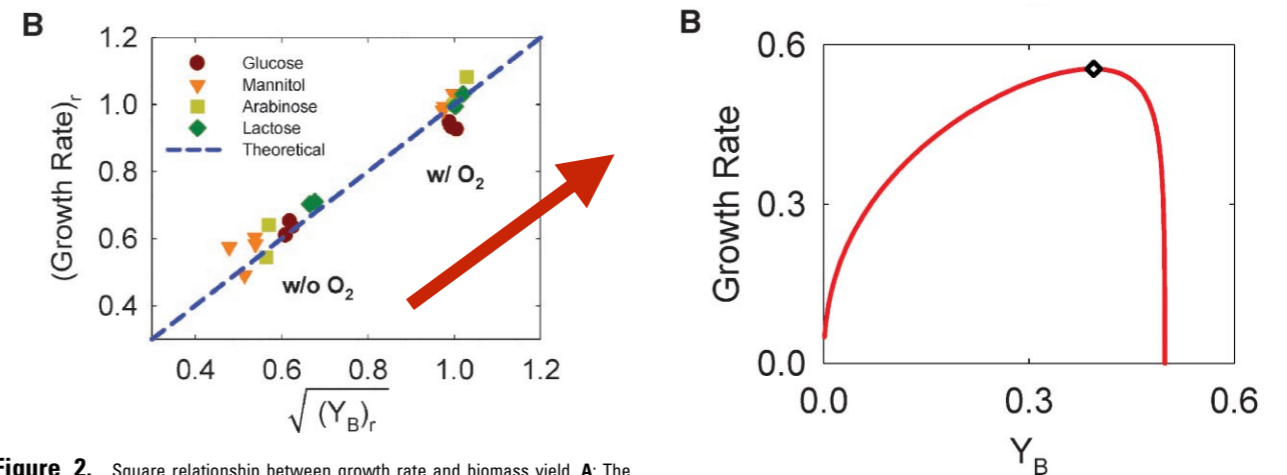 B
1.2
1.0
0.8
0.6
0.4
(Growth Rate)r
Glucose
Mannitol
Arabinose
Lactose
Theoretical
w/ O2
w/o O2
0.4 0.6 0.8 1.0 1.2
√(YB)r
Figure 2. Square relationship between growth rate and biomass yield. A: The
B
0.6
0.3
0.0
Growth Rate
0.0 0.3 0.6
YB